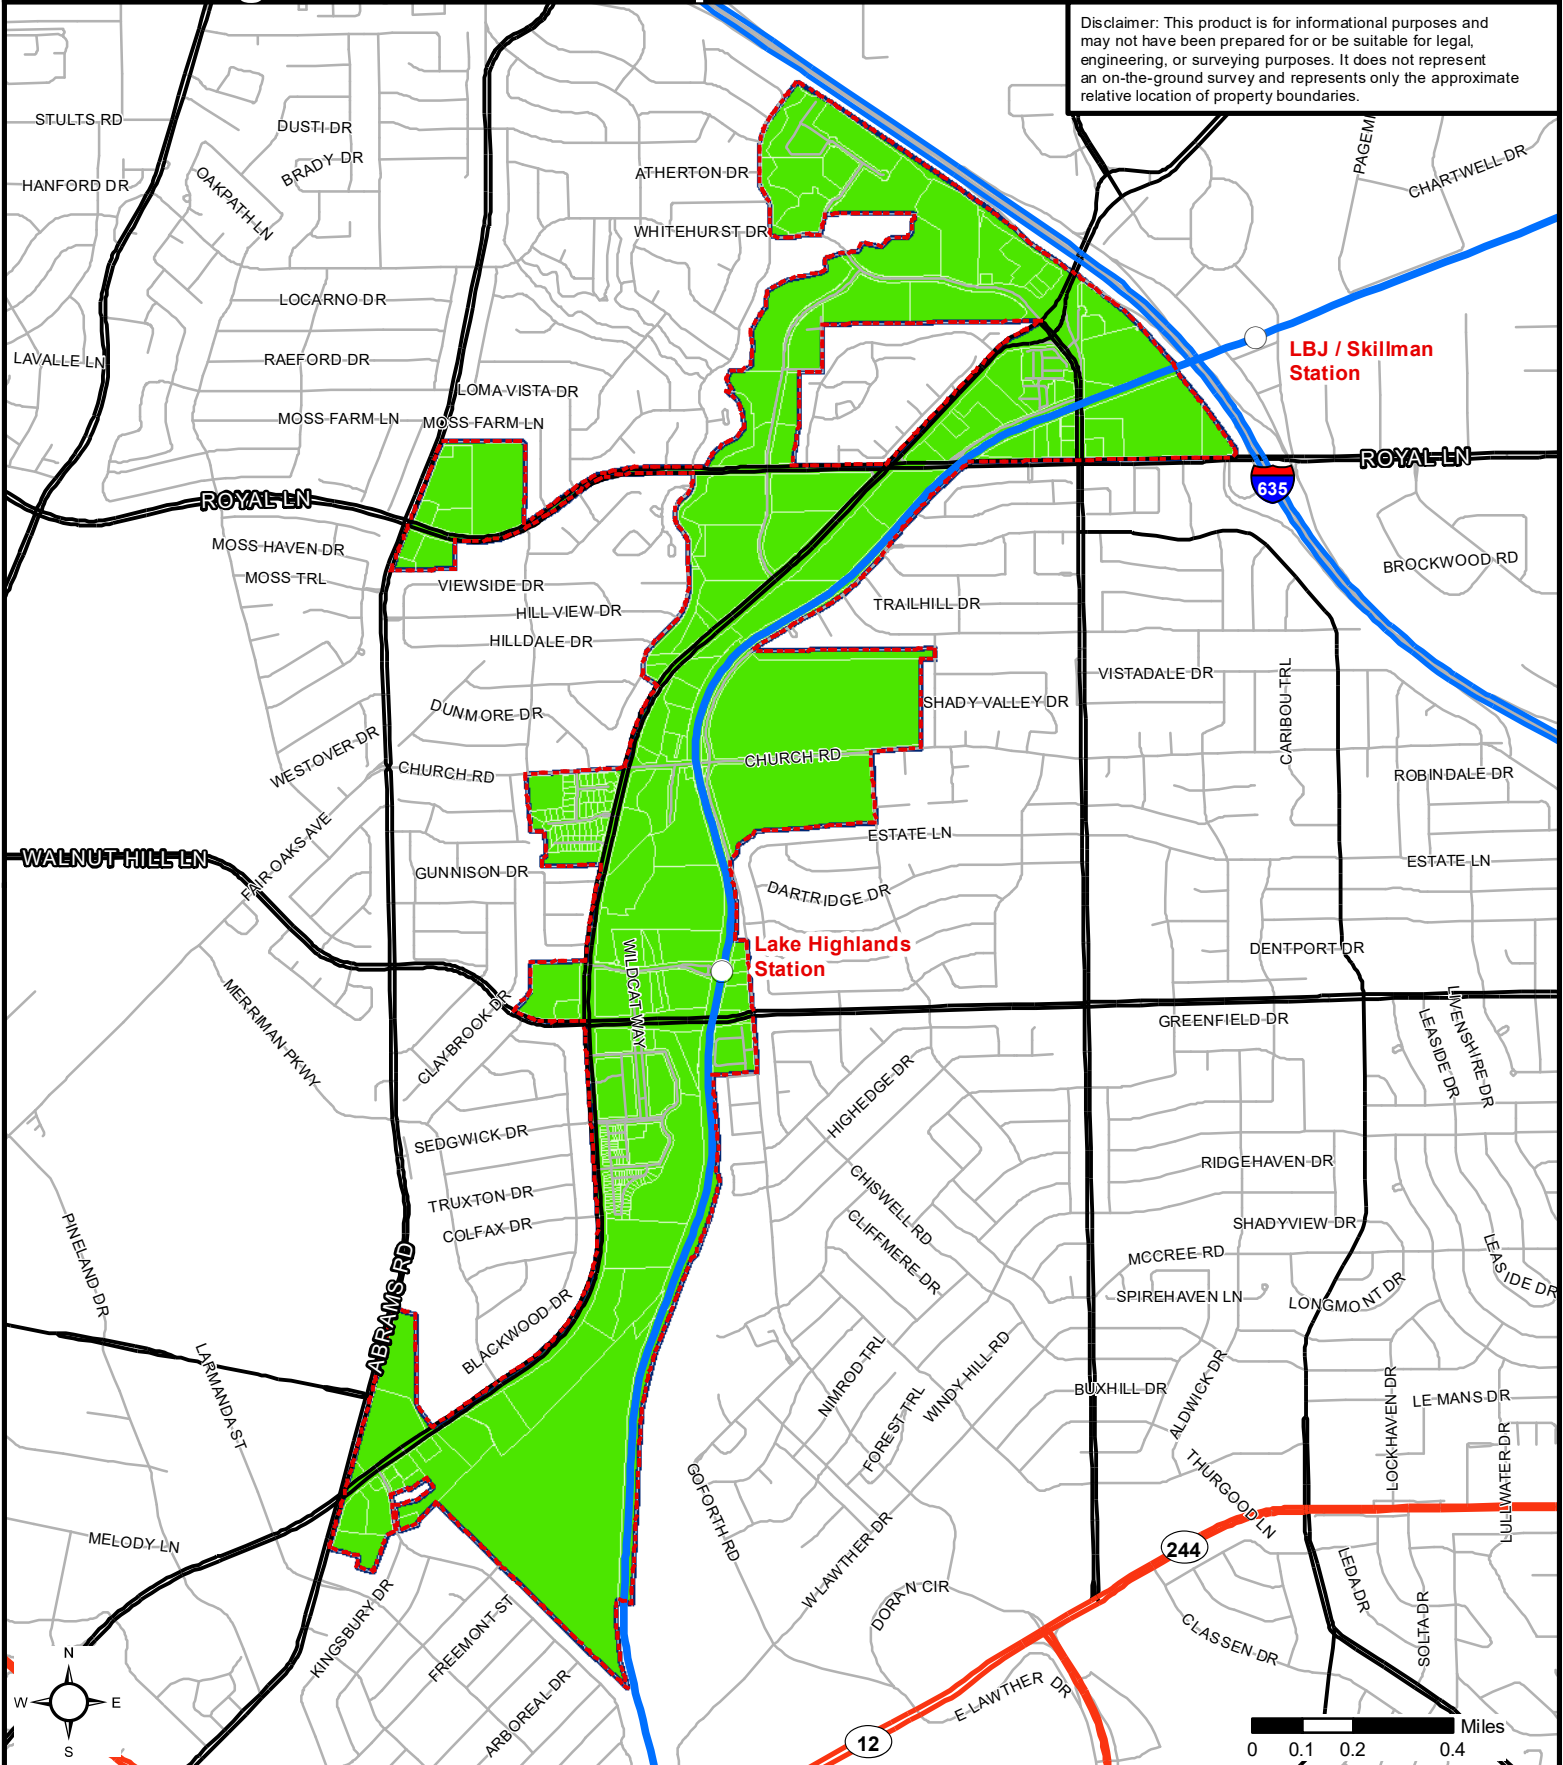 Disclaimer: This product is for informational purposes and
may not have been prepared for or be suitable for legal,
engineering, or surveying purposes. It does not represent
an on-the-ground survey and represents only the approximate
relative location of property boundaries.
STULTS RD
DUSTI DR
BRADY DR
HANFORD DR
OAKPATH LN
ATHERTON DR
WHITEHURST DR
CHARTWELL DR
LOCARNO DR
LAVALLE LN
RAEFORD DR
LOMA VISTA DR
LBJ / Skillman
Station
MOSS FARM LN
MOSS FARM LN
ROYAL LN
ROYAL LN
635
MOSS HAVEN DR
MOSS TRL
VIEWSIDE DR
HILL VIEW DR
HILLDALE DR
TRAILHILL DR
BROCKWOOD RD
VISTADALE DR
CARIBOU TRL
SHADY VALLEY DR
DUNMORE DR
WESTOVER DR
CHURCH RD
CHURCH RD
ROBINDALE DR
FAIR OAKS AVE
WALNUT HILL LN
GUNNISON DR
ESTATE LN
ESTATE LN
DARTRIDGE DR
Lake Highlands
Station
WILDCAT WAY
DENTPORT DR
MERRIMAN PKWY
CLAYBROOK DR
GREENFIELD DR
LEASIDE DR
LIVENSHIRE DR
HIGHEDGE DR
SEDGWICK DR
RIDGEHAVEN DR
CHISWELL RD
TRUXTON DR
COLFAX DR
CLIFFMERE DR
SHADYVIEW DR
MCCREE RD
LEASIDE DR
PINELAND DR
SPIREHAVEN LN
LONGMONT DR
ABRAMS RD
BLACKWOOD DR
LARMANDA ST
NIMROD TRL
WINDY HILL RD
FOREST TRL
BUXHILL DR
ALDWICK DR
LOCKHAVEN DR
LE MANS DR
LULLWATER DR
THURGOOD LN
GOFORTH RD
MELODY LN
W LAWTHER DR
244
DORAN CIR
LEDA DR
SOLTA DR
CLASSEN DR
KINGSBURY DR
FREEMONT ST
ARBOREAL DR
E LAWTHER DR
12
N
W
E
S
Miles
0
0.1
0.2
0.4